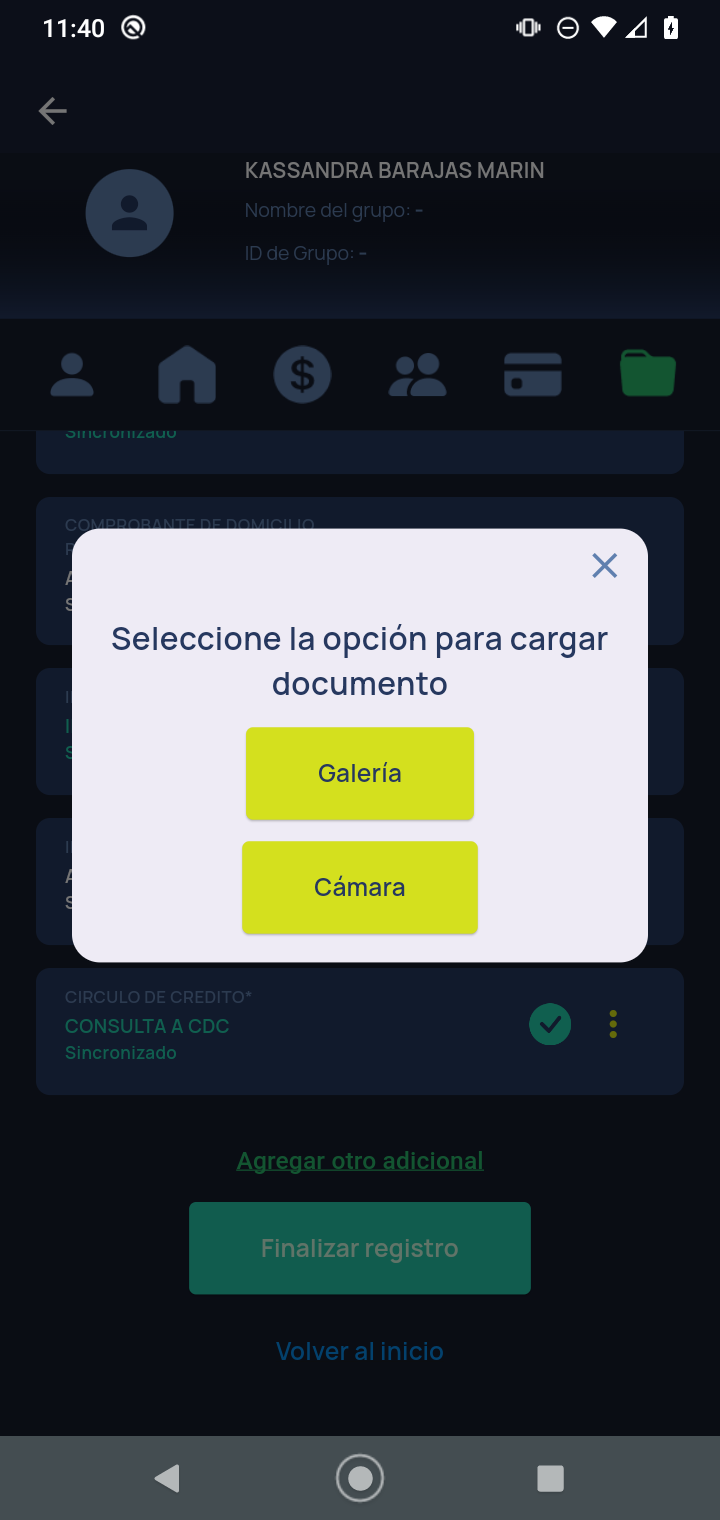 11:40
KASSANDRA BARAJAS MARIN
Nombre del grupo: -
ID de Grupo: -
Sincronizado
COMPROBANTE DE DOMICILIO
Seleccione la opción para cargar
documento
Galería
Cámara
CIRCULO DE CREDITO*
CONSULTA A CDC
Sincronizado
Agregar otro adicional
Finalizar registro
Volver al inicio